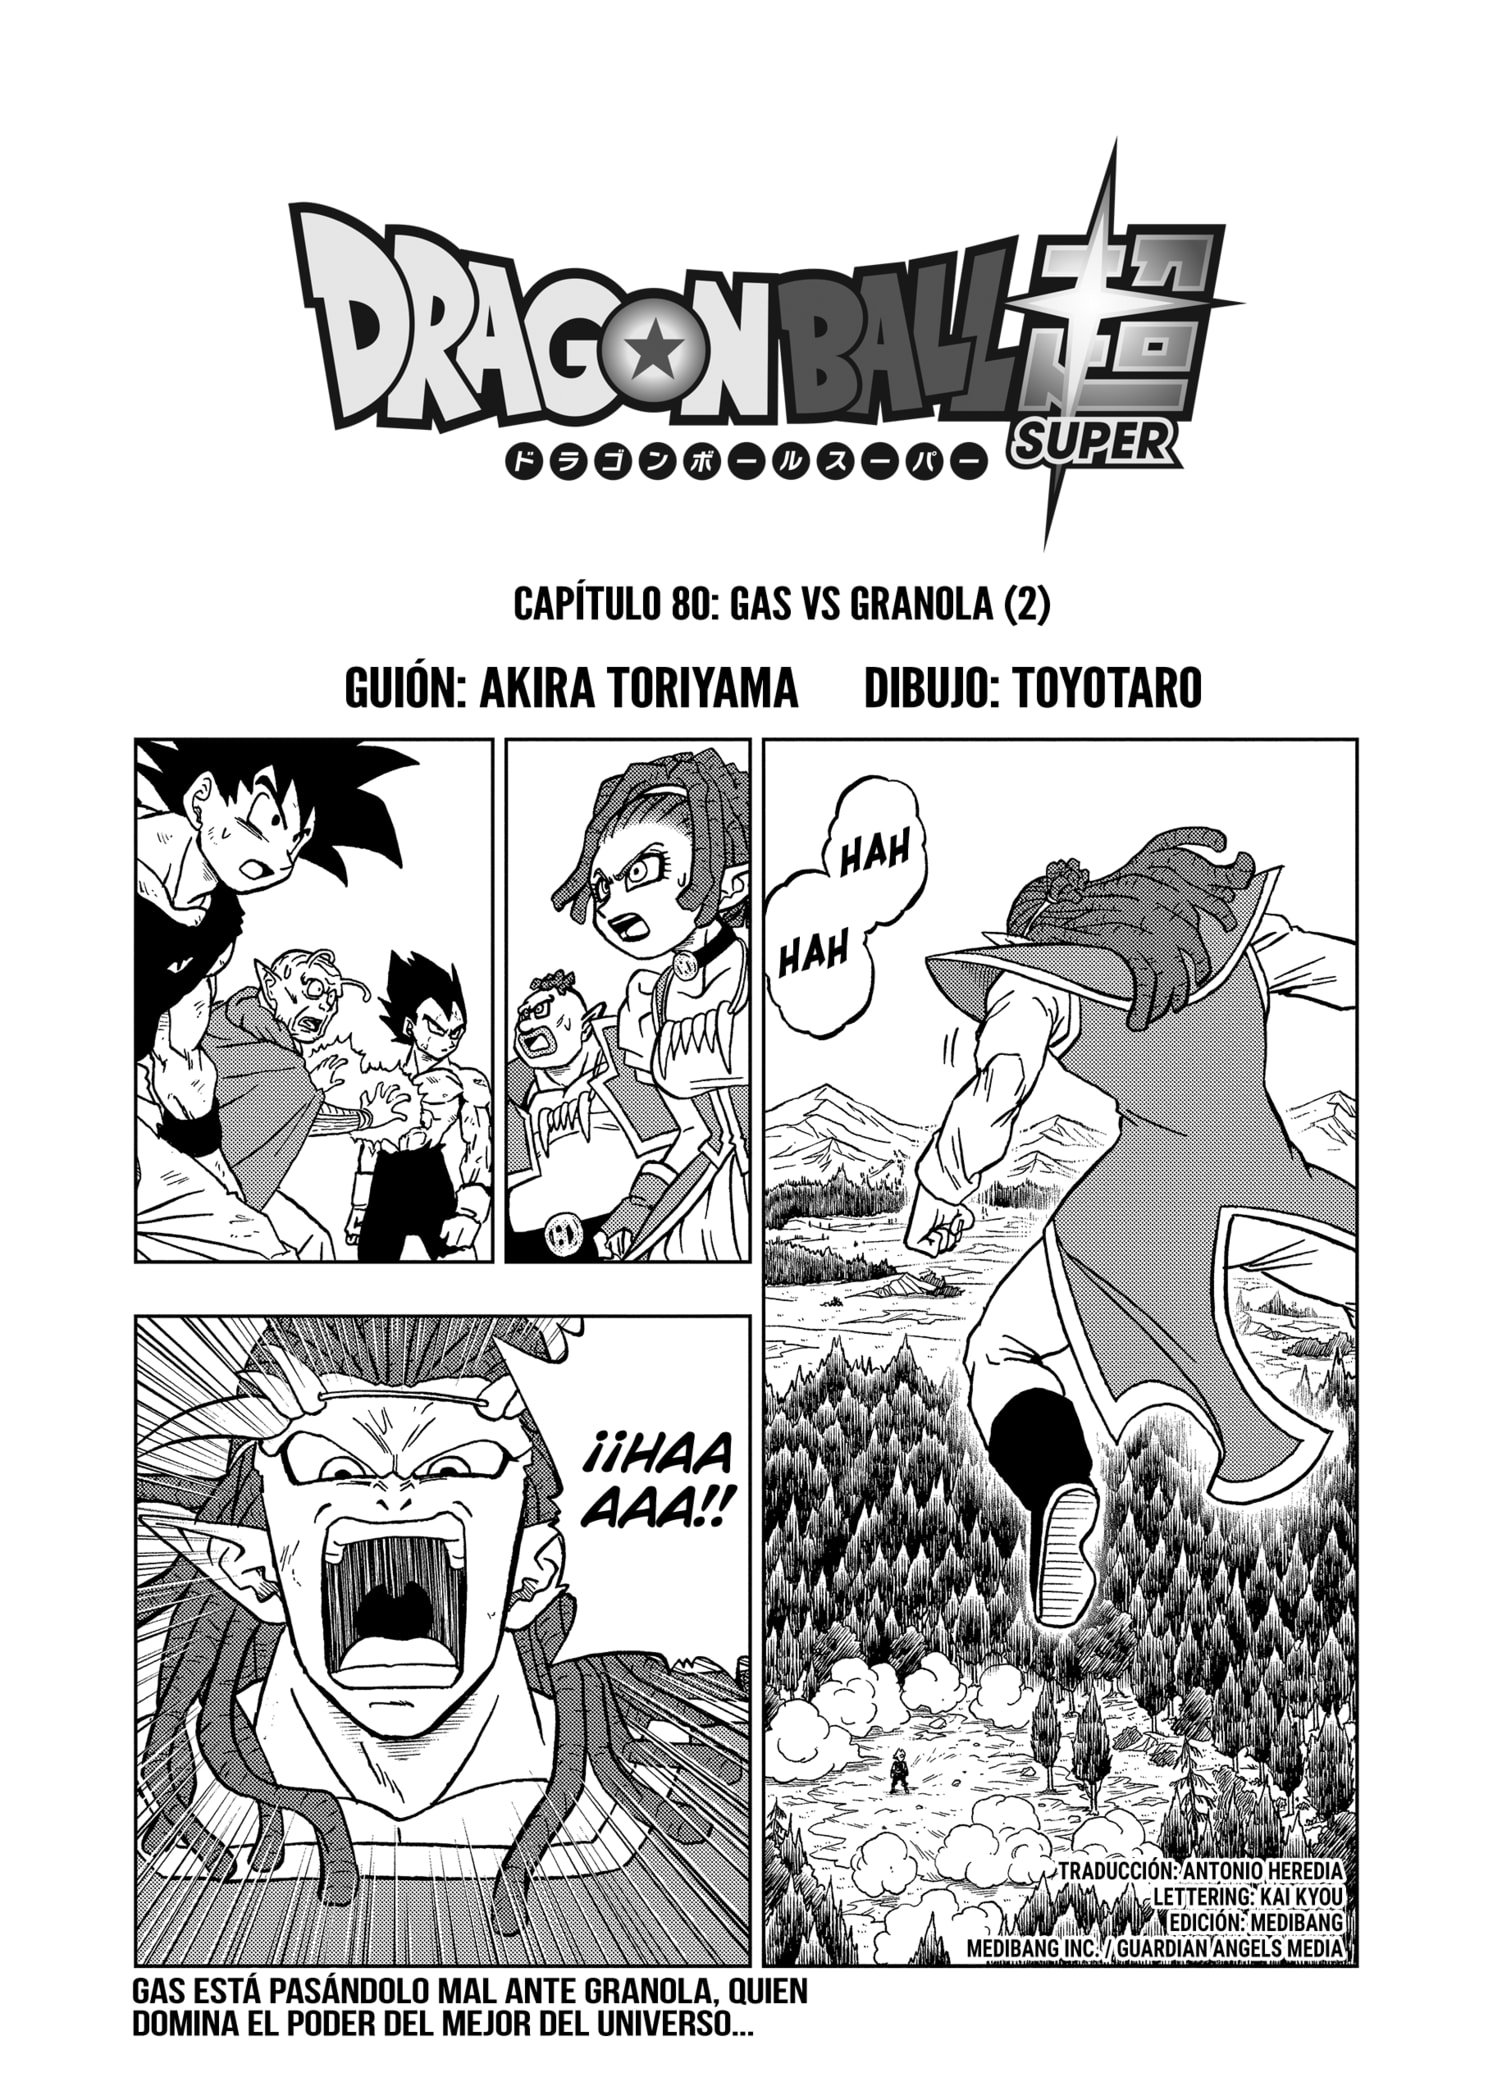 DRAGON BALL 超
SUPER
ドラゴンボールスーパー
CAPÍTULO 80: GAS VS GRANOLA (2)
GUIÓN: AKIRA TORIYAMA DIBUJO: TOYOTARO
HAH
HAH
¡¡HAA
AAA!!
TRADUCCIÓN: ANTONIO HEREDIA
LETTERING: KAI KYOU
EDICIÓN: MEDIBANG
MEDIBANG INC. / GUARDIAN ANGELS MEDIA
GAS ESTÁ PASÁNDOLO MAL ANTE GRANOLA, QUIEN
DOMINA EL PODER DEL MEJOR DEL UNIVERSO...